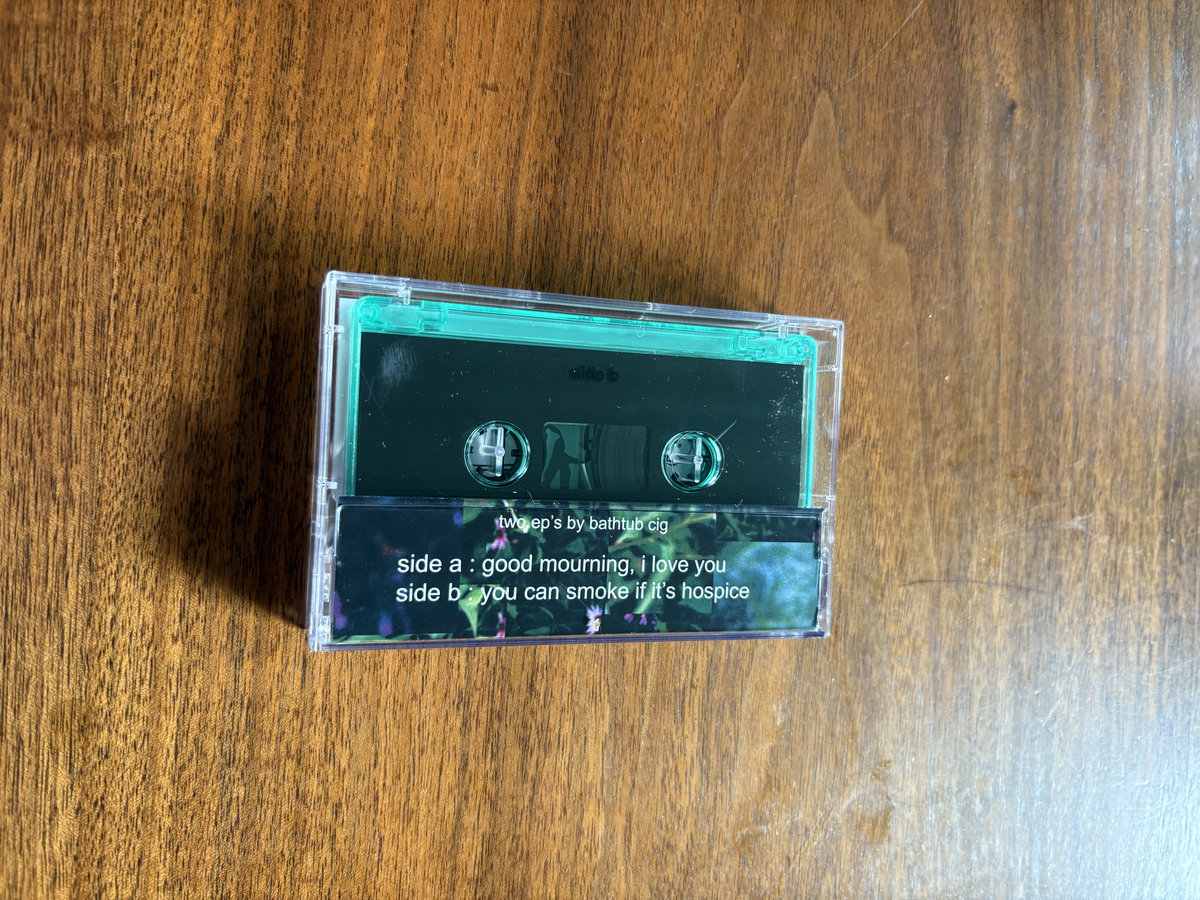 side b
two ep's by bathtub cig
side a : good mourning, i love you
side b : you can smoke if it's hospice